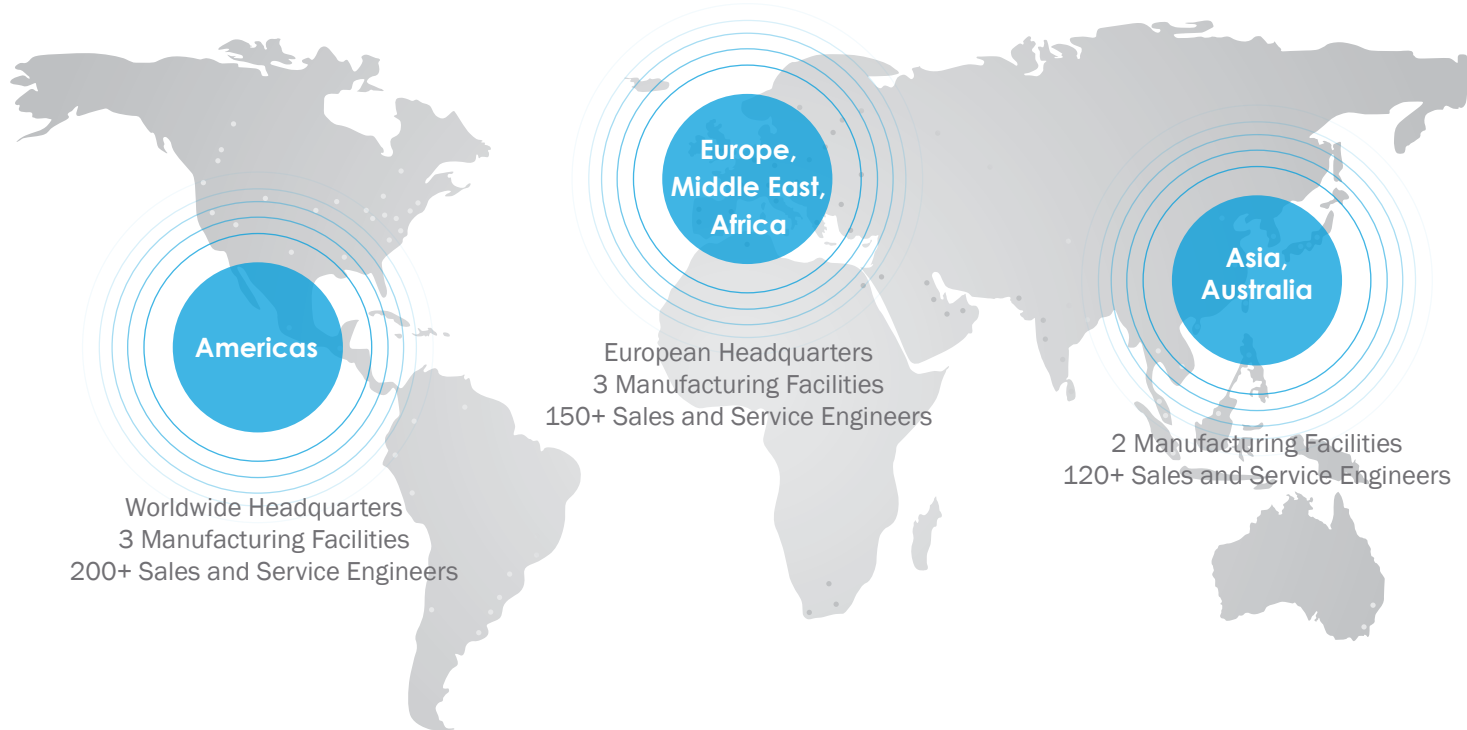 Americas
Worldwide Headquarters
3 Manufacturing Facilities
200+ Sales and Service Engineers
Europe,
Middle East,
Africa
European Headquarters
3 Manufacturing Facilities
150+ Sales and Service Engineers
Asia,
Australia
2 Manufacturing Facilities
120+ Sales and Service Engineers